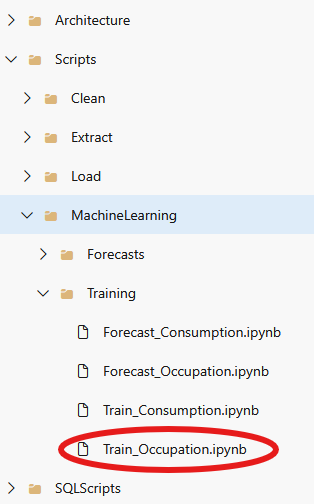 Architecture
Scripts
Clean
Extract
Load
MachineLearning
Forecasts
Training
Forecast_Consumption.ipynb
Forecast_Occupation.ipynb
Train_Consumption.ipynb
Train_Occupation.ipynb
SQLScripts